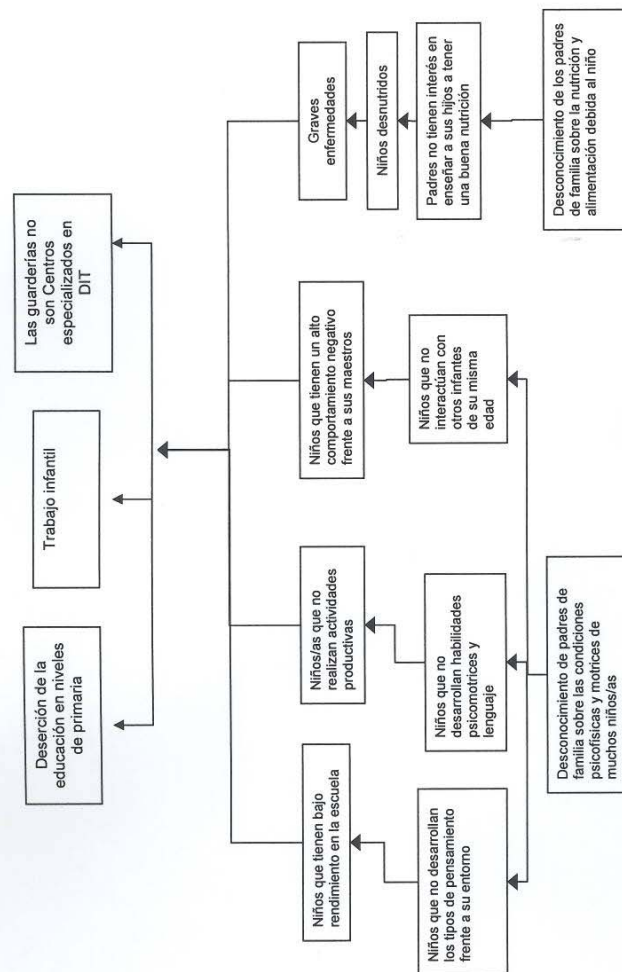 Deserción de la
educación en niveles
de primaria
Trabajo infantil
Las guarderías no
son Centros
especializados en
DIT
Niños que tienen bajo
rendimiento en la escuela
Niños/as que no
realizan actividades
productivas
Niños que tienen un alto
comportamiento negativo
frente a sus maestros
Graves
enfermedades
Niños desnutridos
Padres no tienen interés en
enseñar a sus hijos a tener
una buena nutrición
Niños que no desarrollan
los tipos de pensamiento
frente a su entorno
Niños que no
desarrollan habilidades
psicomotrices y
lenguaje
Niños que no
interactúan con
otros infantes
de su misma
edad
Desconocimiento de padres de
familia sobre las condiciones
psicofísicas y motrices de
muchos niños/as
Desconocimiento de los padres
de familia sobre la nutrición y
alimentación debida al niño